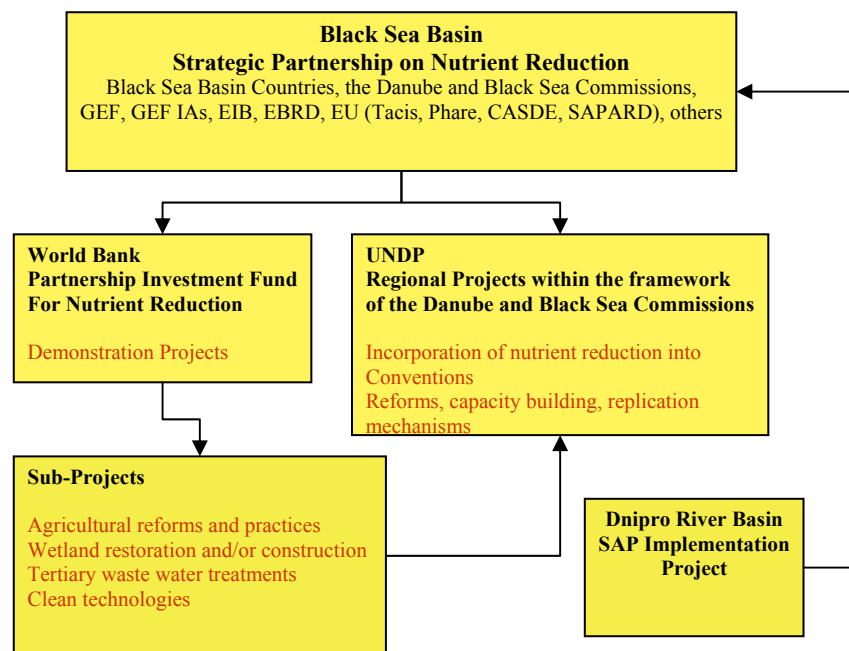 Black Sea Basin
Strategic Partnership on Nutrient Reduction
Black Sea Basin Countries, the Danube and Black Sea Commissions,
GEF, GEF IAs, EIB, EBRD, EU (Tacis, Phare, CASDE, SAPARD), others
World Bank
Partnership Investment Fund
For Nutrient Reduction
Demonstration Projects
UNDP
Regional Projects within the framework
of the Danube and Black Sea Commissions
Incorporation of nutrient reduction into
Conventions
Reforms, capacity building, replication
mechanisms
Sub-Projects
Agricultural reforms and practices
Wetland restoration and/or construction
Tertiary waste water treatments
Clean technologies
Dnipro River Basin
SAP Implementation
Project